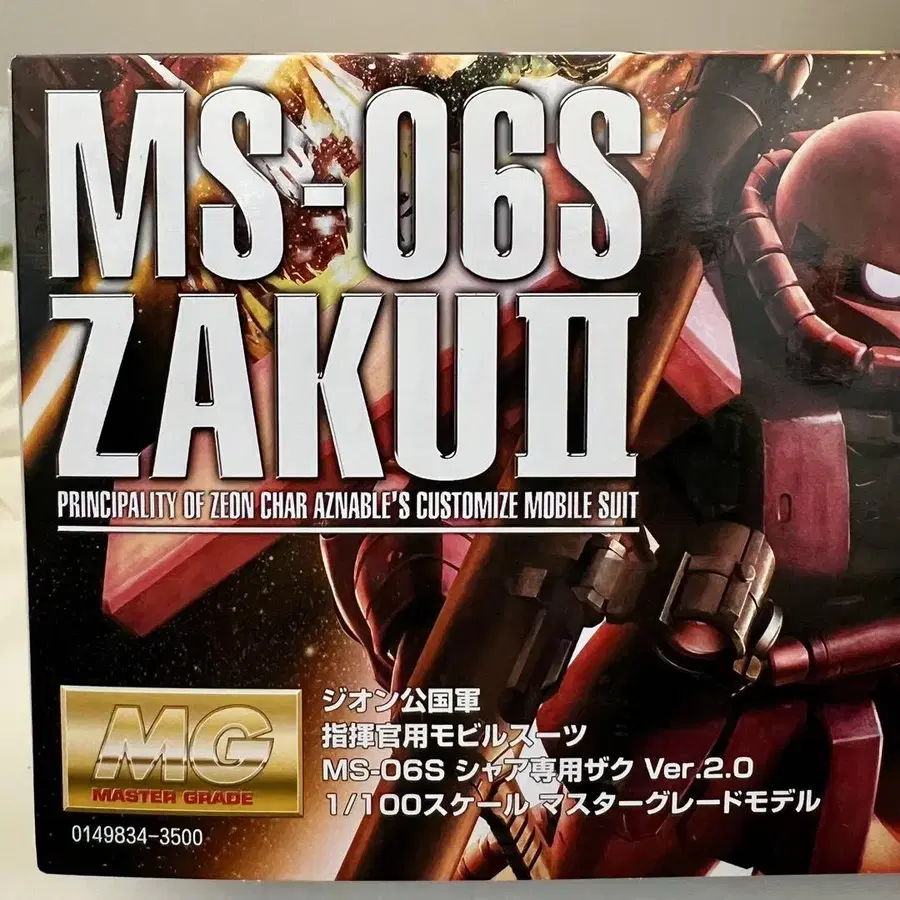 MS-06S
ZAKUⅡ
PRINCIPALITY OF ZEON CHAR AZNABLE'S CUSTOMIZE MOBILE SUIT
ジオン公国軍
指揮官用モビルスーツ
MS-06S シャア専用ザク Ver.2.0
1/100スケール マスターグレードモデル
MG
MASTER GRADE
0149834-3500